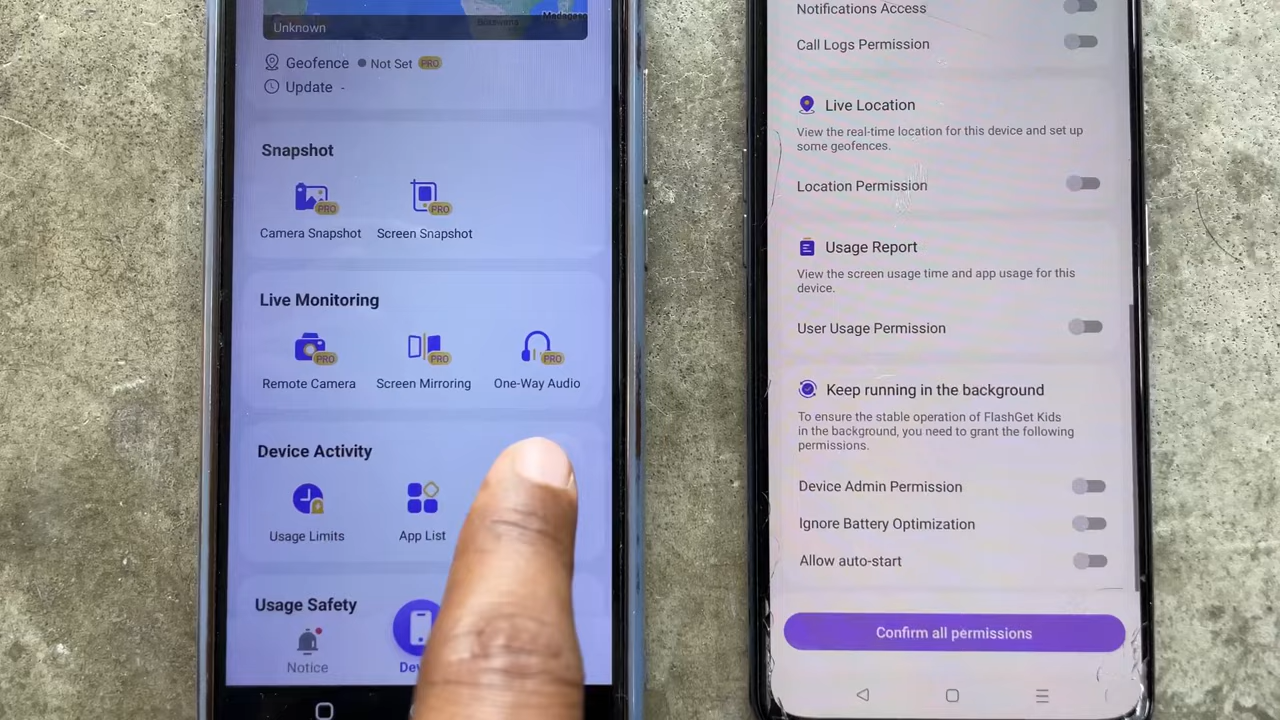 Botswana
Madagasc
Unknown
Geofence ● Not Set PRO
Update -
Snapshot
PRO PRO
Camera Snapshot Screen Snapshot
Live Monitoring
PRO PRO PRO
Remote Camera Screen Mirroring One-Way Audio
Device Activity
Usage Limits App List
Usage Safety
Notice Dev
Notifications Access
Call Logs Permission
Live Location
View the real-time location for this device and set up
some geofences.
Location Permission
Usage Report
View the screen usage time and app usage for this
device.
User Usage Permission
Keep running in the background
To ensure the stable operation of FlashGet Kids
in the background, you need to grant the following
permissions.
Device Admin Permission
Ignore Battery Optimization
Allow auto-start
Confirm all permissions